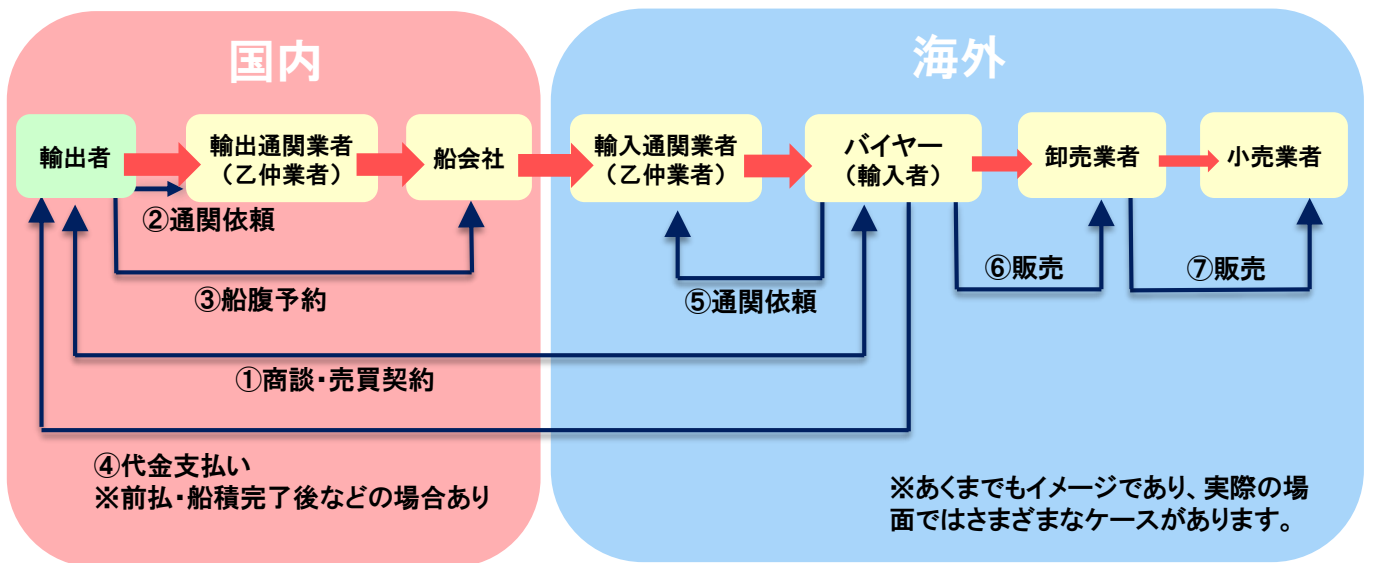 国内
海外
輸出者
輸出通関業者
（乙仲業者）
船会社
輸入通関業者
（乙仲業者）
バイヤー
（輸入者）
卸売業者
小売業者
②通関依頼
③船腹予約
⑤通関依頼
⑥販売
⑦販売
①商談・売買契約
④代金支払い
※前払・船積完了後などの場合あり
※あくまでもイメージであり、実際の場
面ではさまざまなケースがあります。